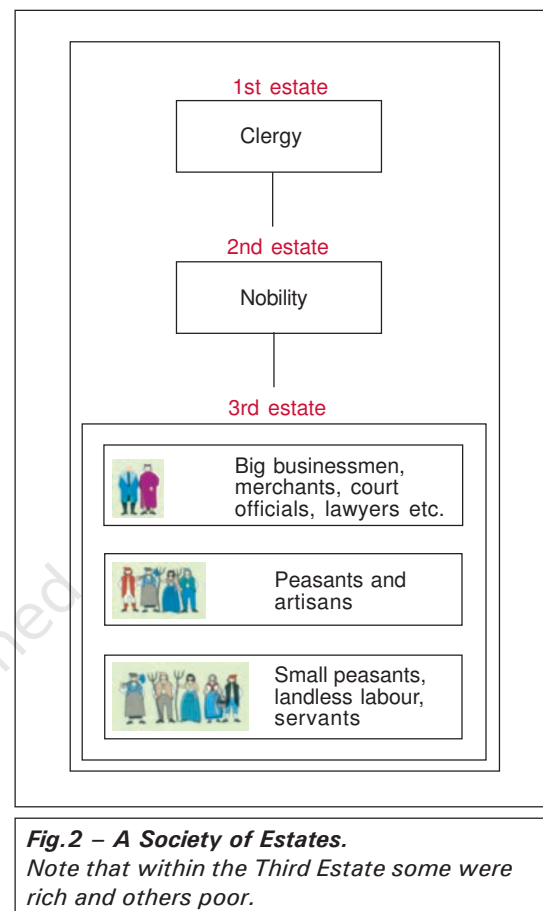 1st estate
Clergy
2nd estate
Nobility
3rd estate
Big businessmen,
merchants, court
officials, lawyers etc.
Peasants and
artisans
Small peasants,
landless labour,
servants
Fig.2 – A Society of Estates.
Note that within the Third Estate some were
rich and others poor.